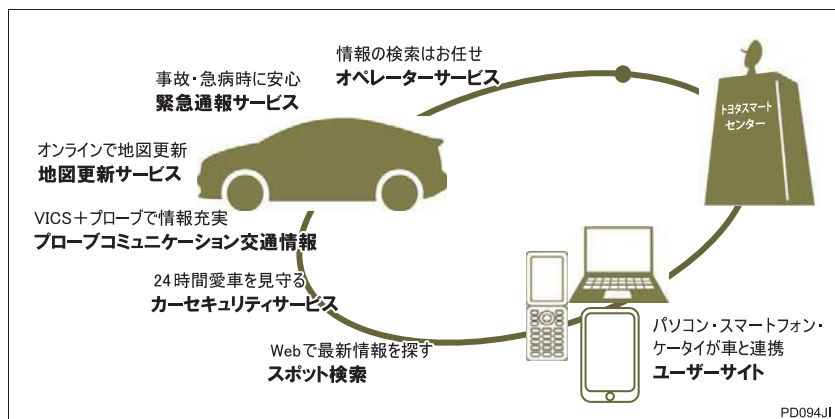 情報の検索はお任せ
オペレーターサービス
事故・急病時に安心
緊急通報サービス
トヨタスマート
センター
オンラインで地図更新
地図更新サービス
VICS+プローブで情報充実
プローブコミュニケーション交通情報
24時間愛車を見守る
カーセキュリティサービス
Webで最新情報を探す
スポット検索
パソコン・スマートフォン・
ケータイが車と連携
ユーザーサイト
PD094JI